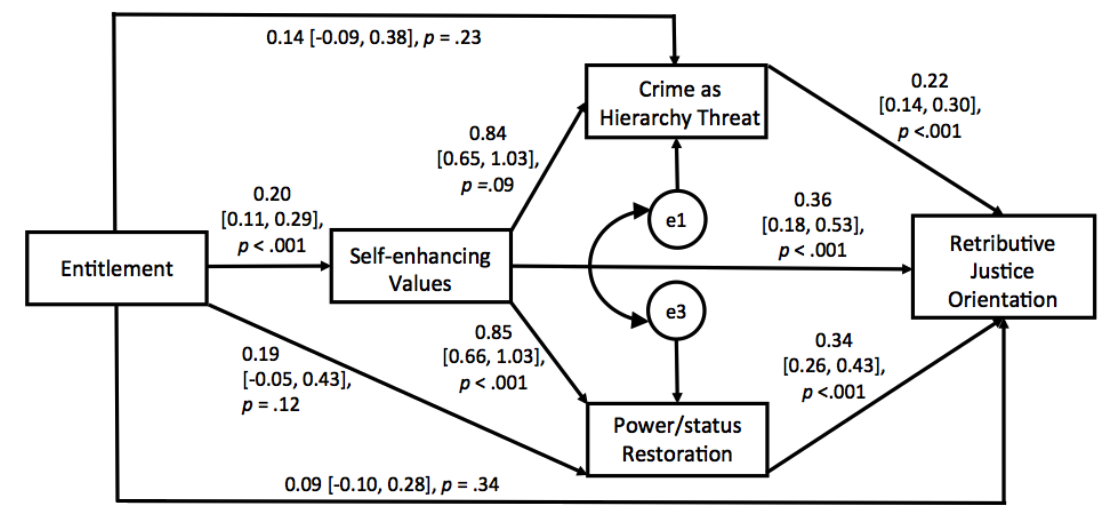 0.14 [-0.09, 0.38], p = .23
Crime as
Hierarchy Threat
0.22
[0.14, 0.30],
p <.001
0.84
[0.65, 1.03],
p =.09
0.20
[0.11, 0.29],
p < .001
e1
0.36
[0.18, 0.53],
p < .001
Entitlement
Self-enhancing
Values
Retributive
Justice
Orientation
e3
0.85
[0.66, 1.03],
p < .001
0.19
[-0.05, 0.43],
p = .12
0.34
[0.26, 0.43],
p <.001
Power/status
Restoration
0.09 [-0.10, 0.28], p = .34